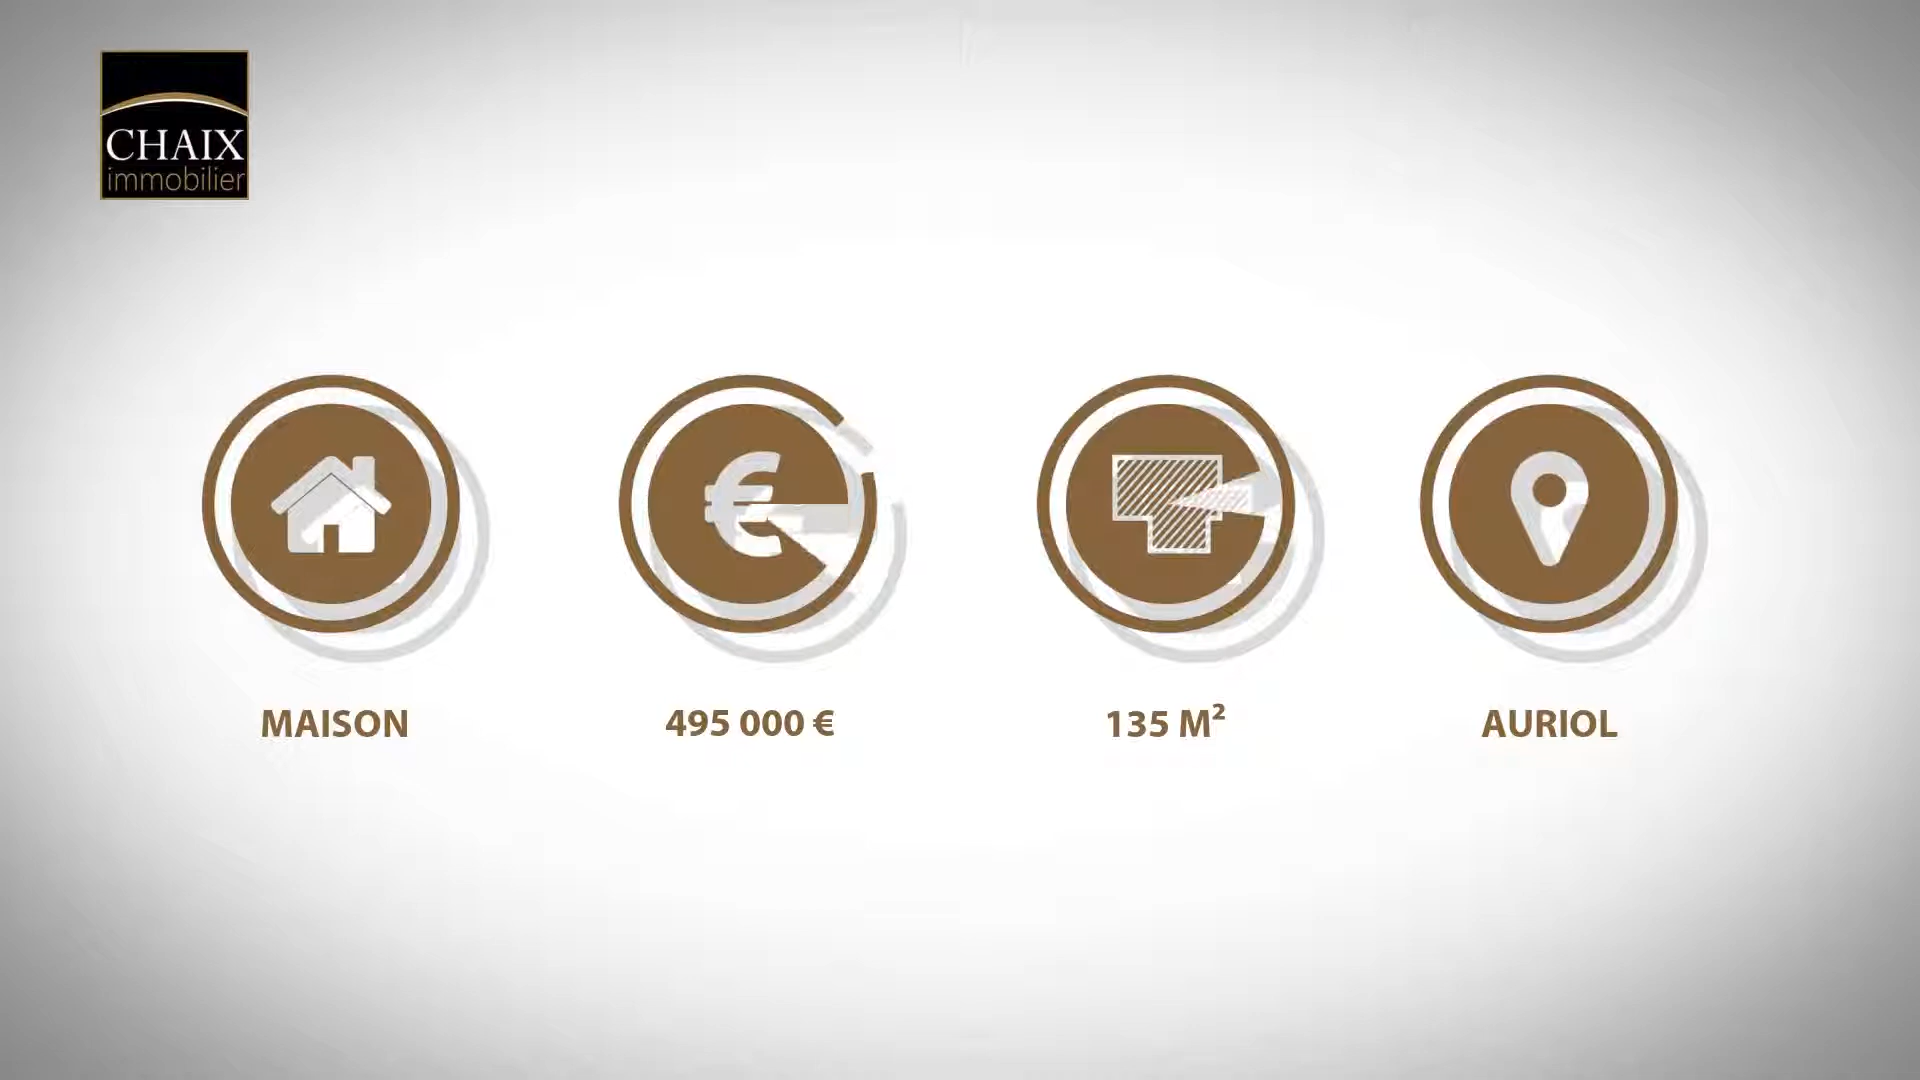 CHAIX
immobilier
MAISON
495 000 €
135 M²
AURIOL